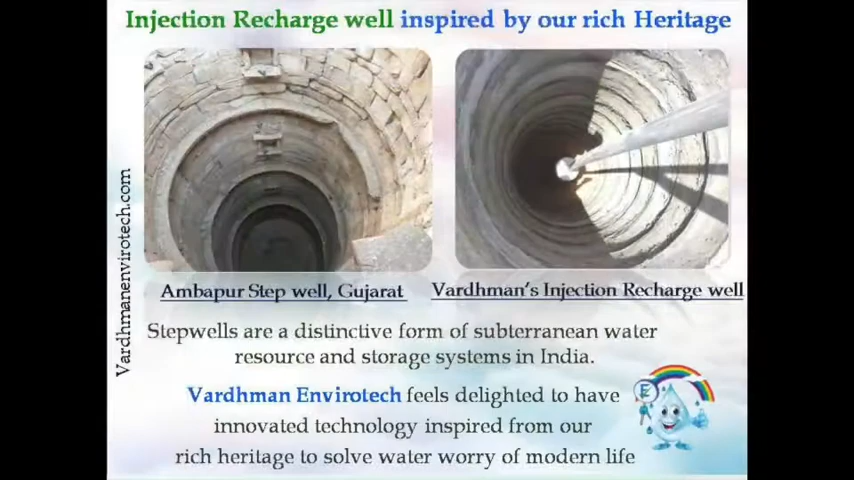 Injection Recharge well inspired by our rich Heritage
Vardhmanenvirotech.com
Ambapur Step well, Gujarat
Vardhman's Injection Recharge well
Stepwells are a distinctive form of subterranean water
resource and storage systems in India.
Vardhman Envirotech feels delighted to have
innovated technology inspired from our
rich heritage to solve water worry of modern life
E